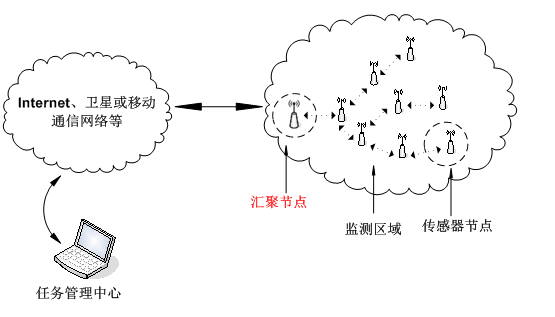 Internet、卫星或移动
通信网络等
汇聚节点
监测区域
传感器节点
任务管理中心